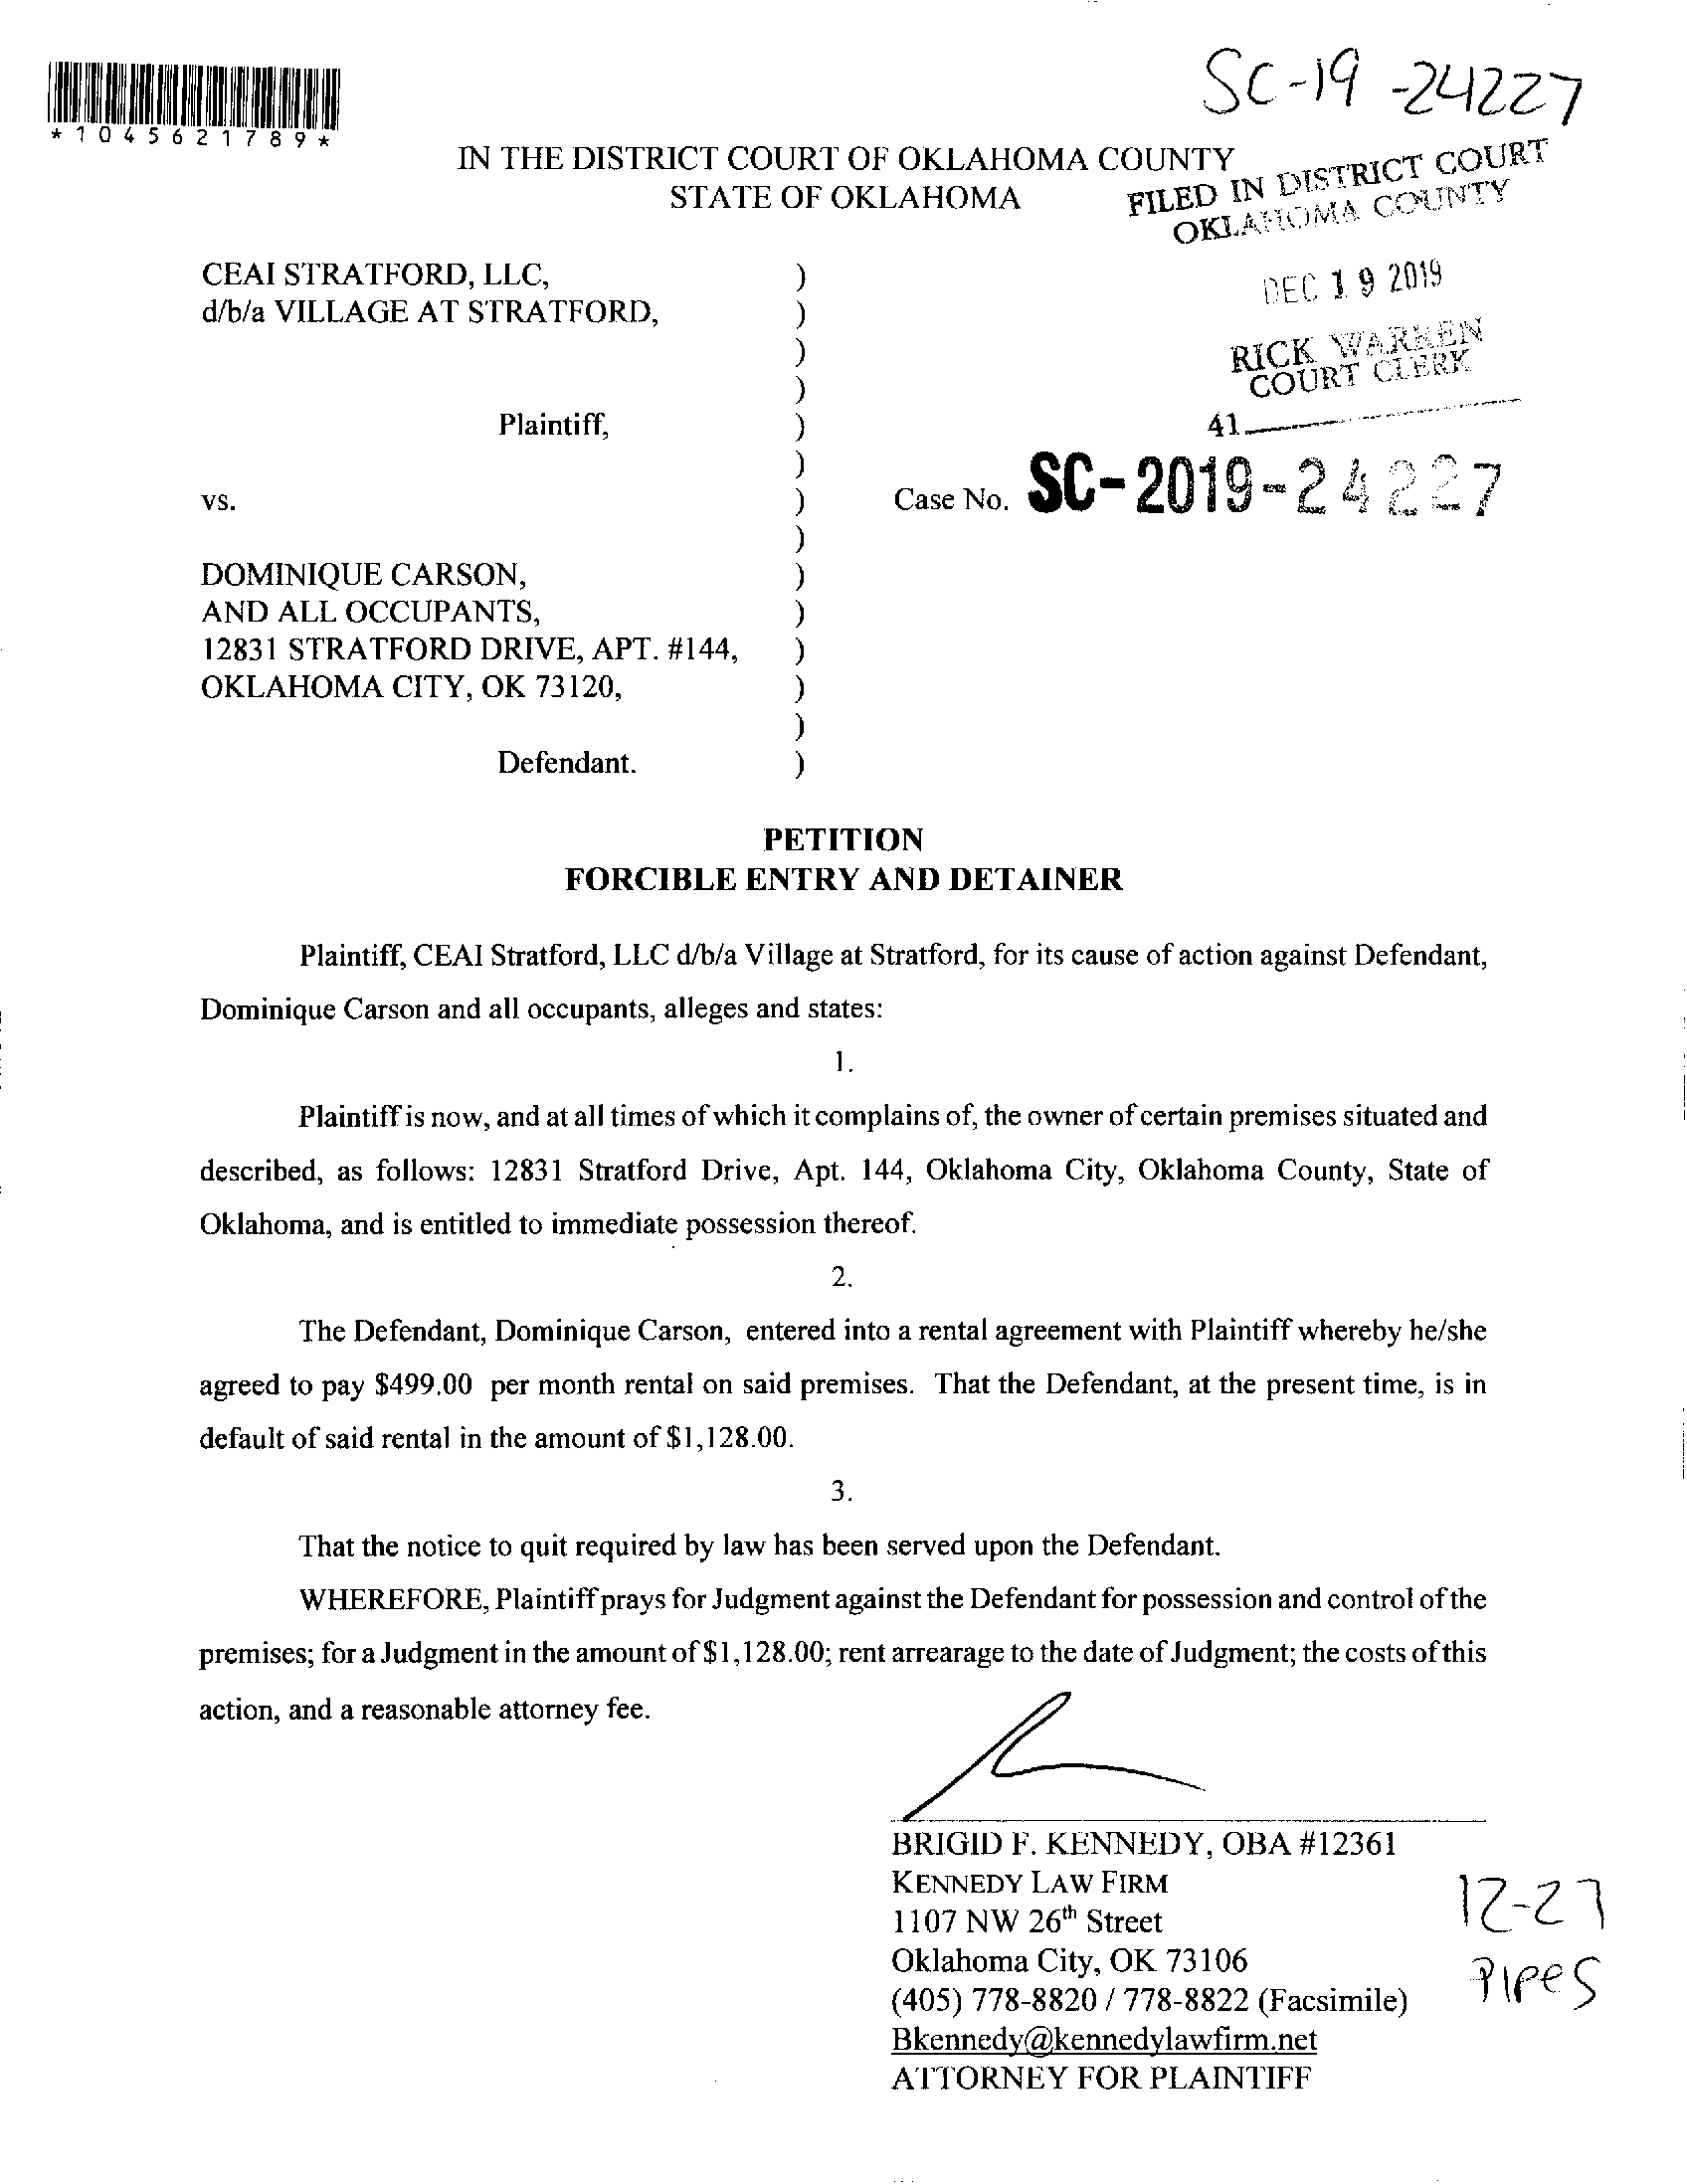 SC-19-24227
*1045621789*
IN THE DISTRICT COURT OF OKLAHOMA COUNTY
STATE OF OKLAHOMA
FILED IN DISTRICT COURT
OKLAHOMA COUNTY
DEC 19 2019
RICK WARREN
COURT CLERK
41
CEAI STRATFORD, LLC, )
d/b/a VILLAGE AT STRATFORD, )
)
)
Plaintiff, )
)
vs. ) Case No. SC-2019-24227
)
DOMINIQUE CARSON, )
AND ALL OCCUPANTS, )
12831 STRATFORD DRIVE, APT. #144, )
OKLAHOMA CITY, OK 73120, )
)
Defendant. )
PETITION
FORCIBLE ENTRY AND DETAINER
Plaintiff, CEAI Stratford, LLC d/b/a Village at Stratford, for its cause of action against Defendant,
Dominique Carson and all occupants, alleges and states:
1.
Plaintiff is now, and at all times of which it complains of, the owner of certain premises situated and
described, as follows: 12831 Stratford Drive, Apt. 144, Oklahoma City, Oklahoma County, State of
Oklahoma, and is entitled to immediate possession thereof.
2.
The Defendant, Dominique Carson, entered into a rental agreement with Plaintiff whereby he/she
agreed to pay $499.00 per month rental on said premises. That the Defendant, at the present time, is in
default of said rental in the amount of $1,128.00.
3.
That the notice to quit required by law has been served upon the Defendant.
WHEREFORE, Plaintiff prays for Judgment against the Defendant for possession and control of the
premises; for a Judgment in the amount of $1,128.00; rent arrearage to the date of Judgment; the costs of this
action, and a reasonable attorney fee.
BRIGID F. KENNEDY, OBA #12361
KENNEDY LAW FIRM
1107 NW 26th Street
Oklahoma City, OK 73106
(405) 778-8820 / 778-8822 (Facsimile)
Bkennedy@kennedylawfirm.net
ATTORNEY FOR PLAINTIFF
12-27
Pipes